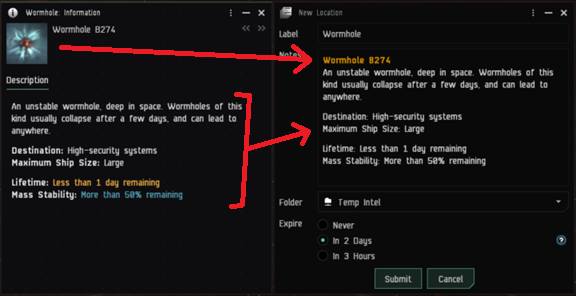 Wormhole: Information
Wormhole B274
Description
An unstable wormhole, deep in space. Wormholes of this
kind usually collapse after a few days, and can lead to
anywhere.
Destination: High-security systems
Maximum Ship Size: Large
Lifetime: Less than 1 day remaining
Mass Stability: More than 50% remaining
New Location
Label
Wormhole
Notes
Wormhole B274
An unstable wormhole, deep in space. Wormholes of this
kind usually collapse after a few days, and can lead to
anywhere.
Destination: High-security systems
Maximum Ship Size: Large
Lifetime: Less than 1 day remaining
Mass Stability: More than 50% remaining
Folder
Temp Intel
Expire
Never
In 2 Days
?
In 3 Hours
Submit
Cancel